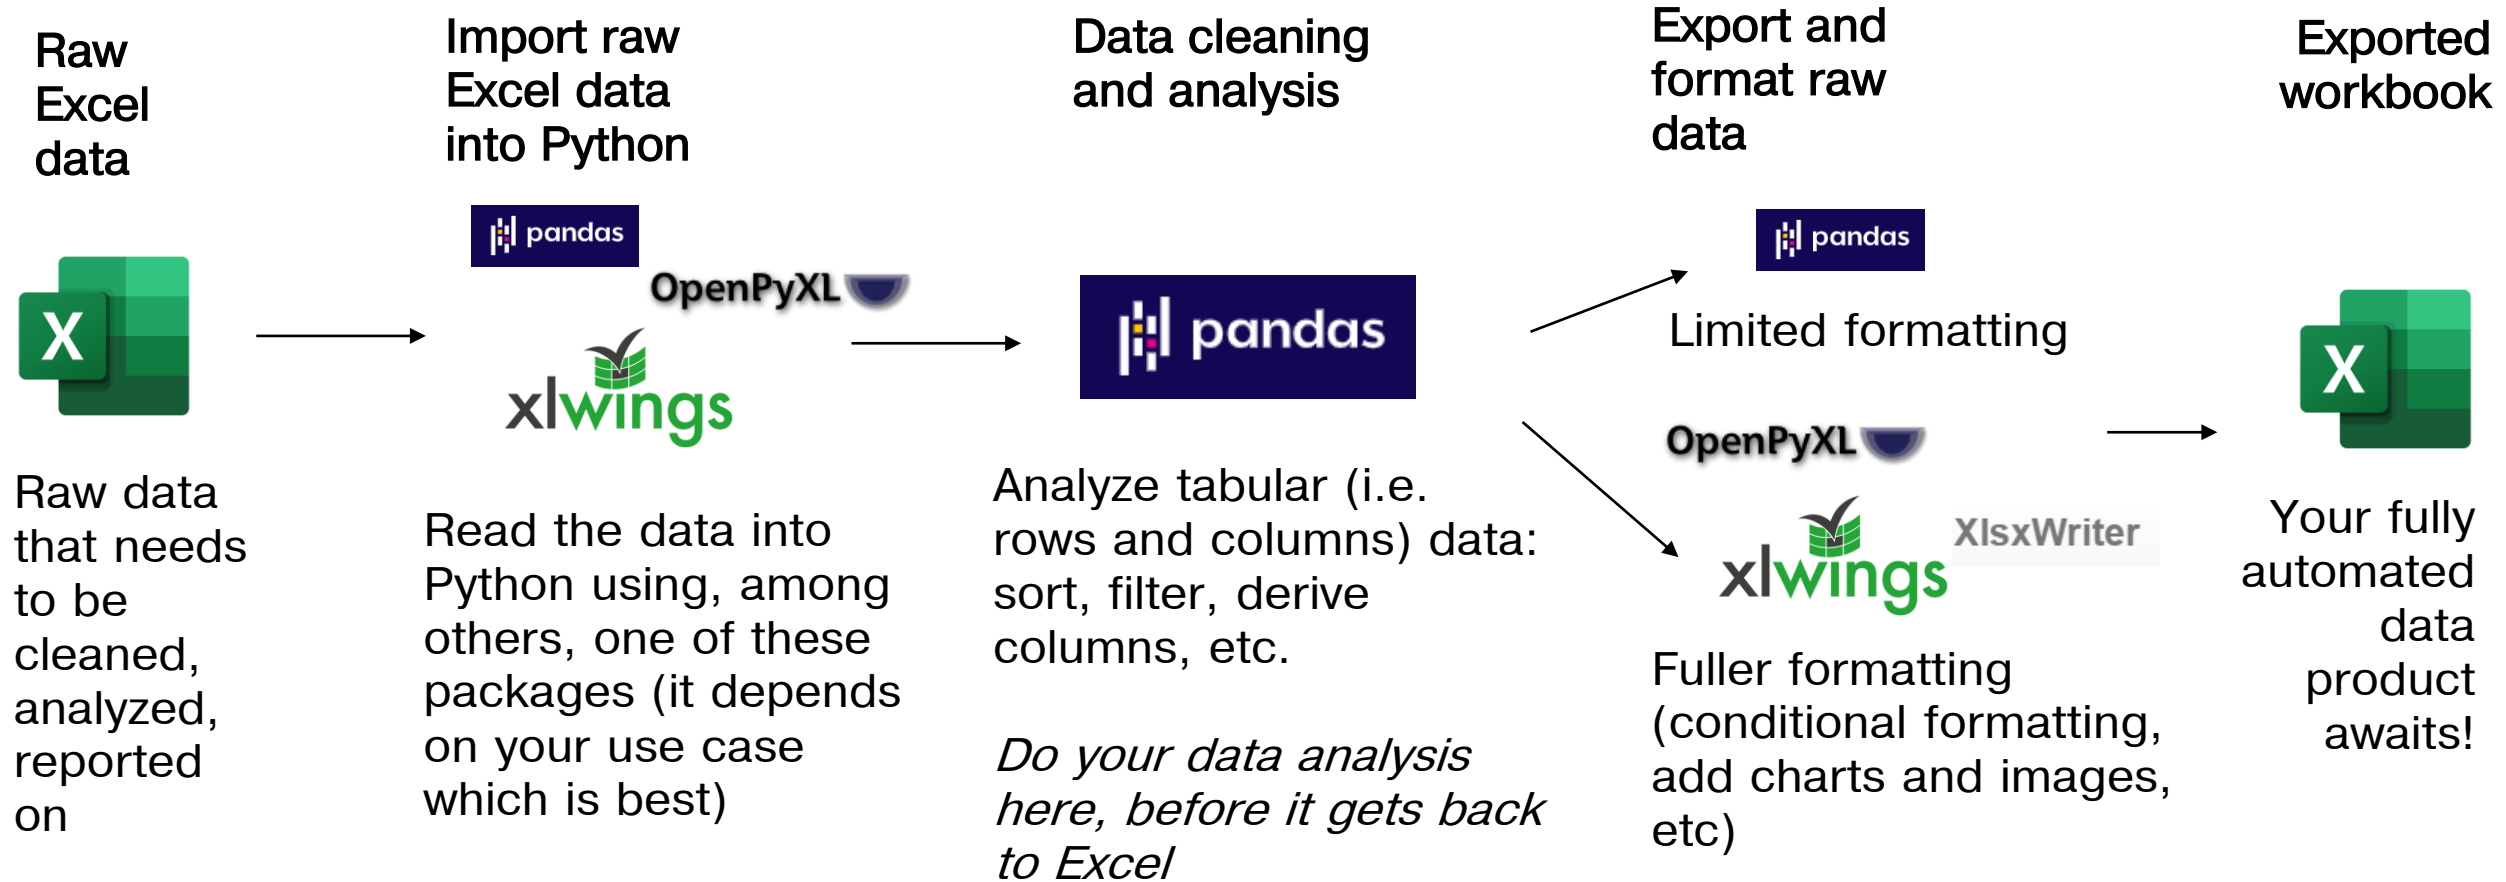 Raw
Excel
data
X
Raw data
that needs
to be
cleaned,
analyzed,
reported
on
Import raw
Excel data
into Python
pandas
OpenPyXL
xlwings
Read the data into
Python using, among
others, one of these
packages (it depends
on your use case
which is best)
Data cleaning
and analysis
pandas
Analyze tabular (i.e.
rows and columns) data:
sort, filter, derive
columns, etc.
Do your data analysis
here, before it gets back
to Excel
Export and
format raw
data
pandas
Limited formatting
OpenPyXL
xlwings
XlsxWriter
Fuller formatting
(conditional formatting,
add charts and images,
etc)
Exported
workbook
X
Your fully
automated
data
product
awaits!